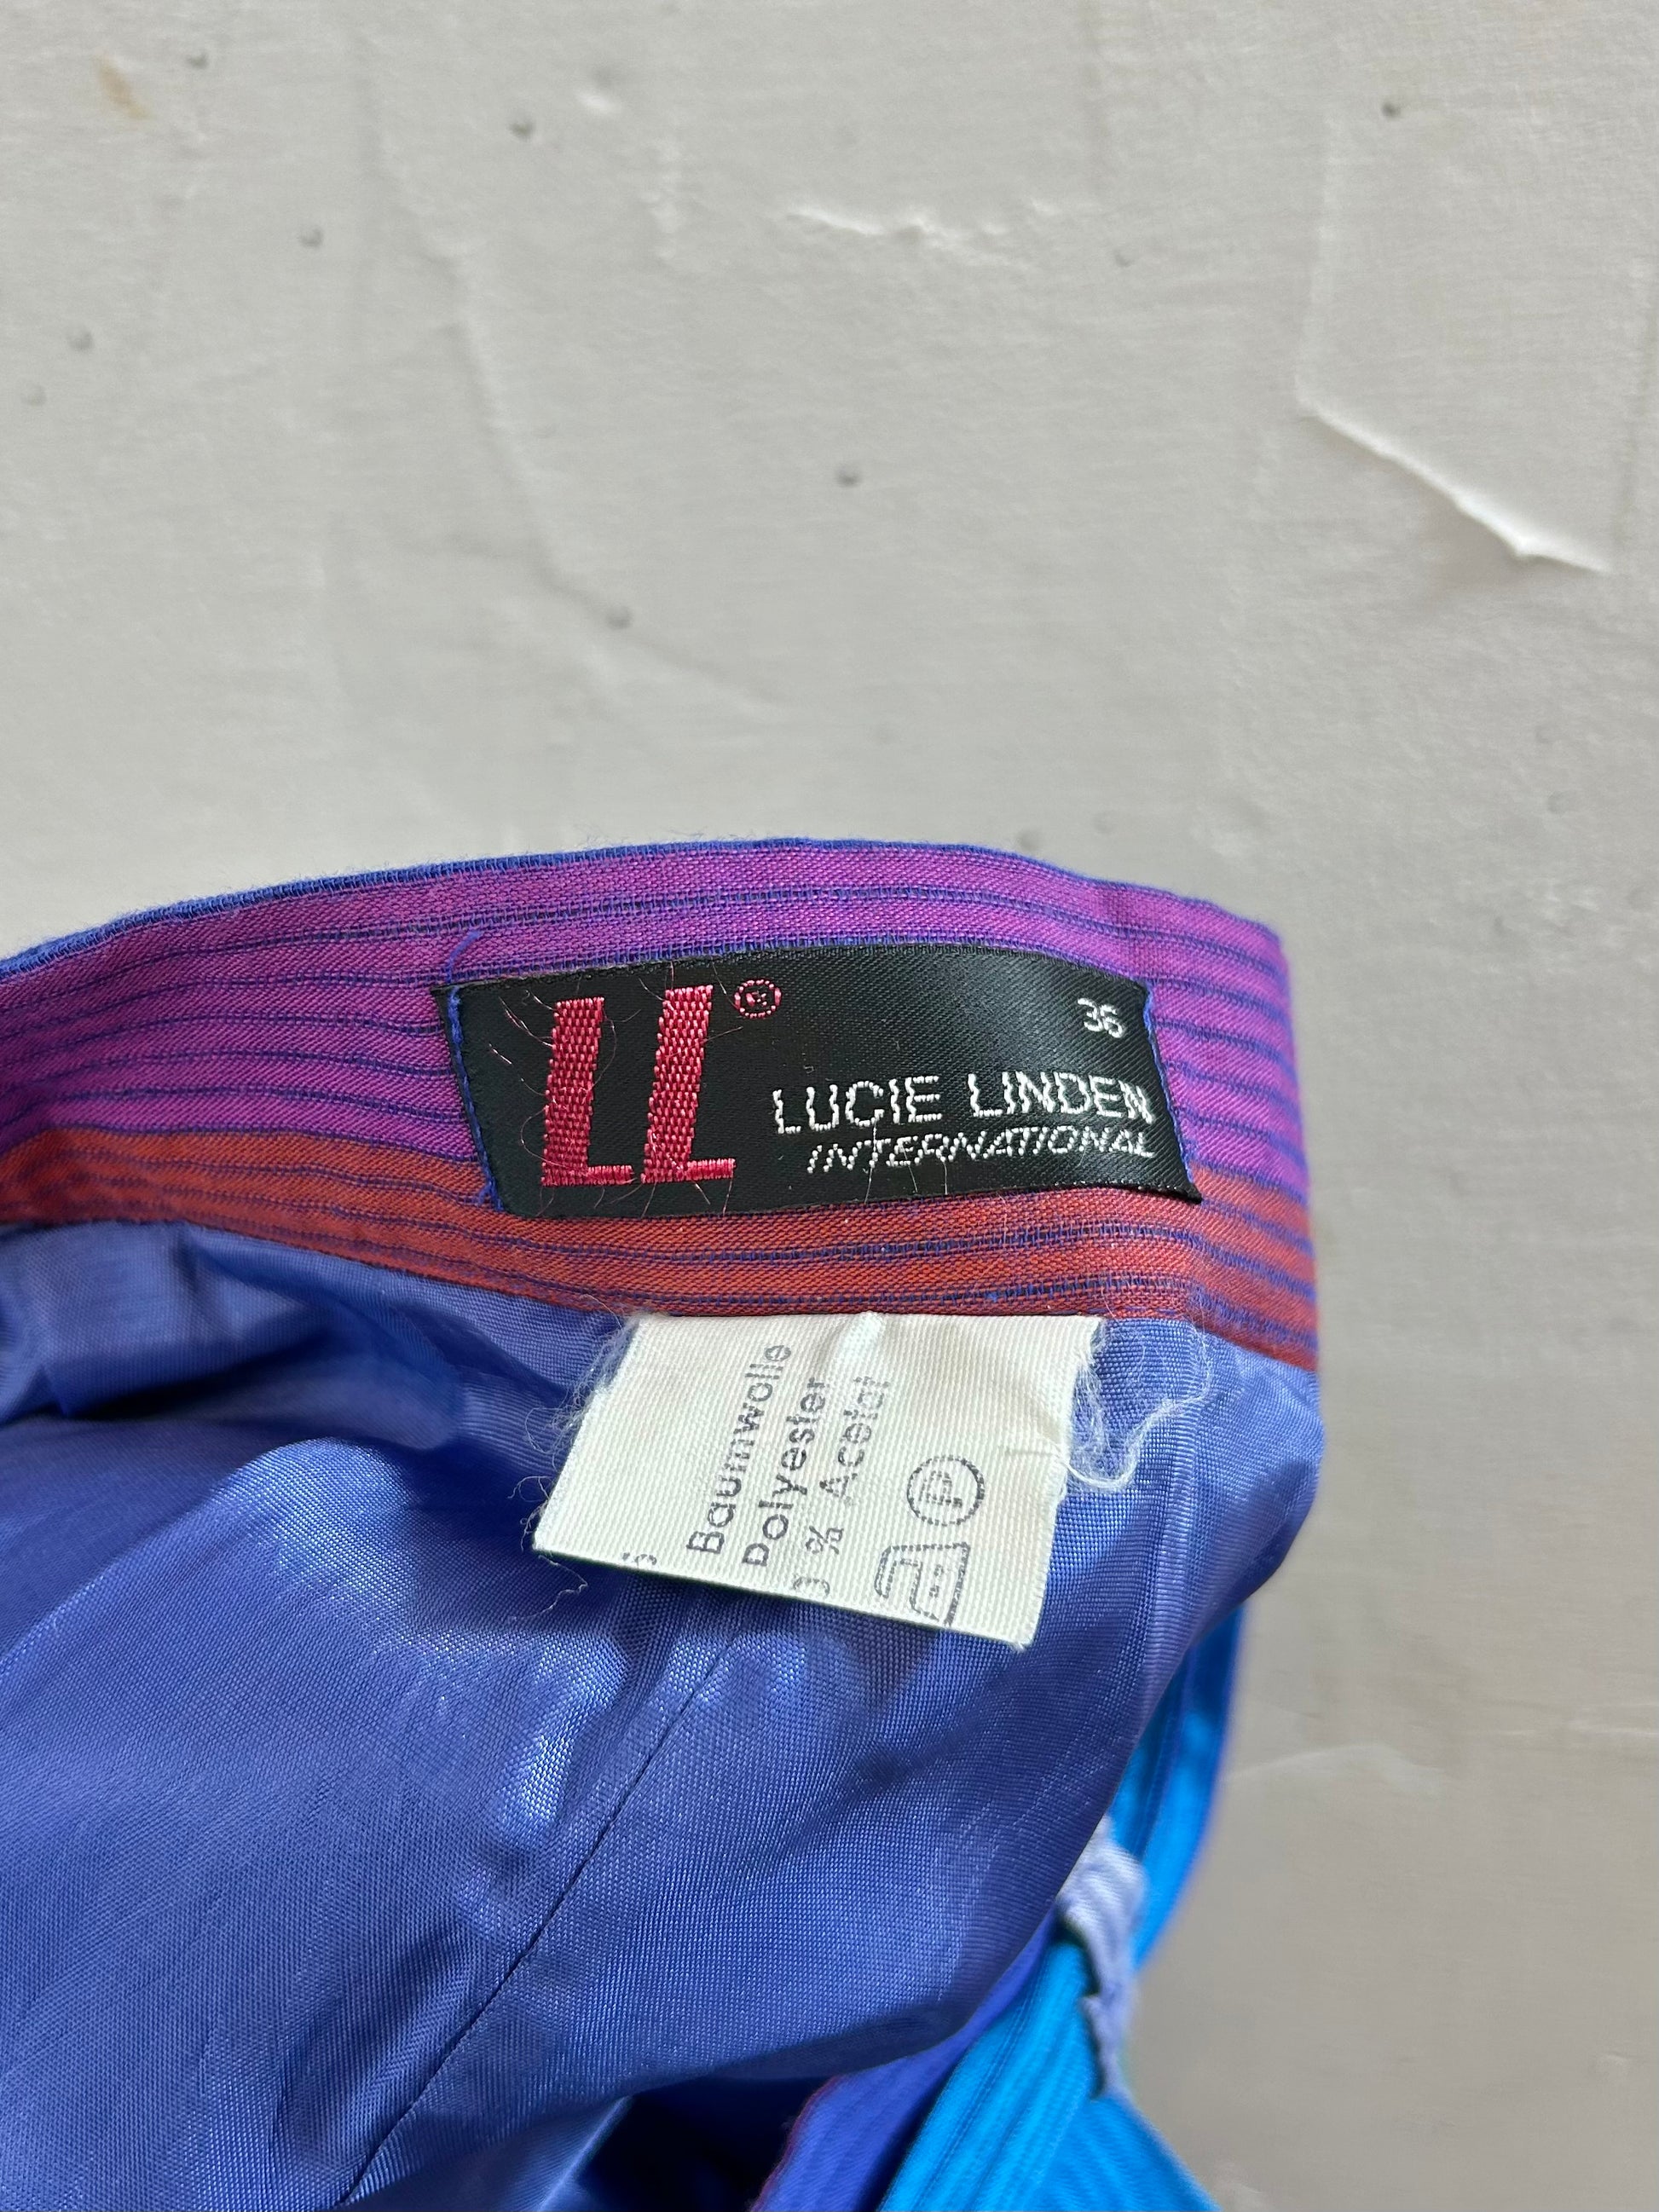 LL®
36
LUCIE LINDEN
INTERNATIONAL
Baumwolle
Polyester
% Acetat
P